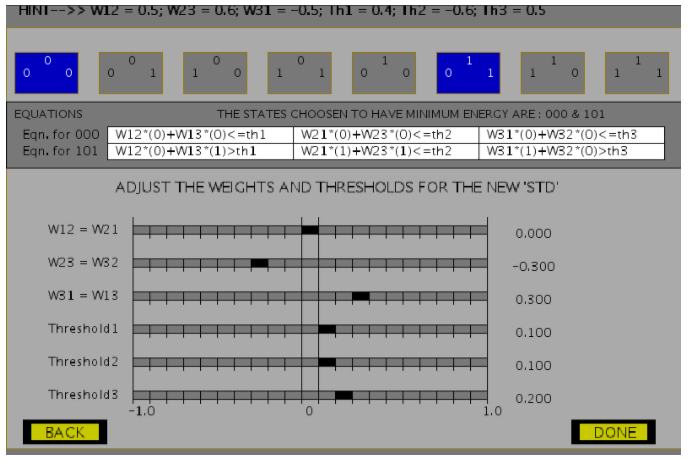 HINT-->> W12 = 0.5; W23 = 0.6; W31 = -0.5; Th1 = 0.4; Th2 = -0.6; Th3 = 0.5
0 0 0 0 1 1 1 1
0 0 0 1 1 0 0 1 1 0 0 1 1 0 1 1
EQUATIONS THE STATES CHOOSEN TO HAVE MINIMUM ENERGY ARE : 000 & 101
Eqn. for 000 W12*(0)+W13*(0)<=th1 W21*(0)+W23*(0)<=th2 W31*(0)+W32*(0)<=th3
Eqn. for 101 W12*(0)+W13*(1)>th1 W21*(1)+W23*(1)<=th2 W31*(1)+W32*(0)>th3
ADJUST THE WEIGHTS AND THRESHOLDS FOR THE NEW 'STD'
W12 = W21 0.000
W23 = W32 -0.300
W31 = W13 0.300
Threshold1 0.100
Threshold2 0.100
Threshold3 0.200
-1.0 0 1.0
BACK DONE